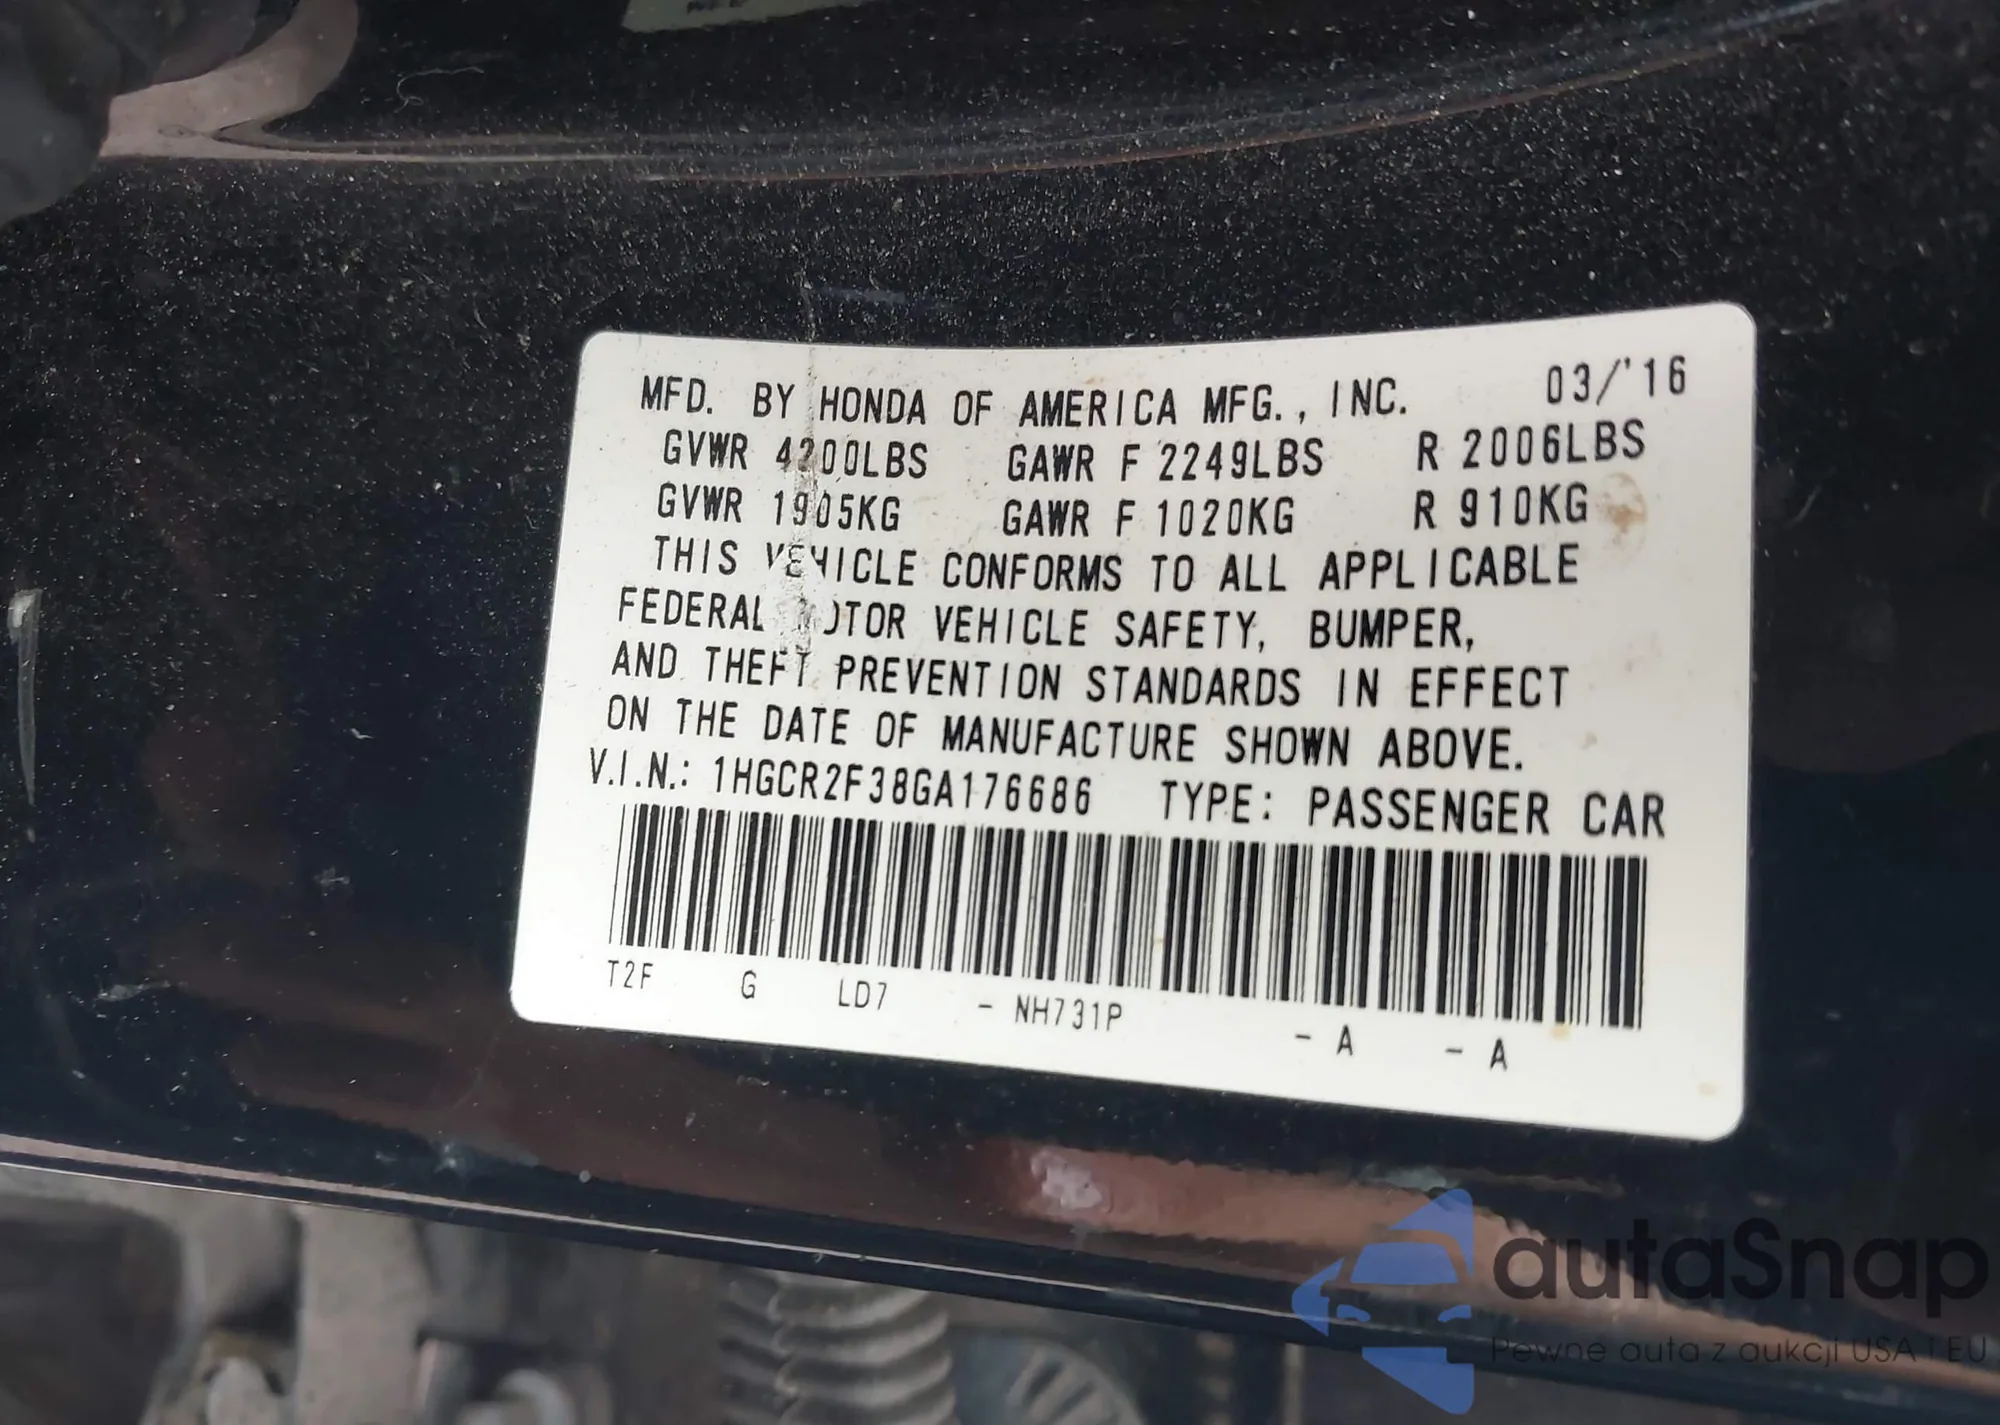 MFD. BY HONDA OF AMERICA MFG., INC. 03/'16
GVWR 4200LBS GAWR F 2249LBS R 2006LBS
GVWR 1905KG GAWR F 1020KG R 910KG
THIS VEHICLE CONFORMS TO ALL APPLICABLE
FEDERAL MOTOR VEHICLE SAFETY, BUMPER,
AND THEFT PREVENTION STANDARDS IN EFFECT
ON THE DATE OF MANUFACTURE SHOWN ABOVE.
V.I.N.: 1HGCR2F38GA176686 TYPE: PASSENGER CAR
T2F G LD7 - NH731P - A - A
autaSnap
Pewne auta z aukcji USA i EU